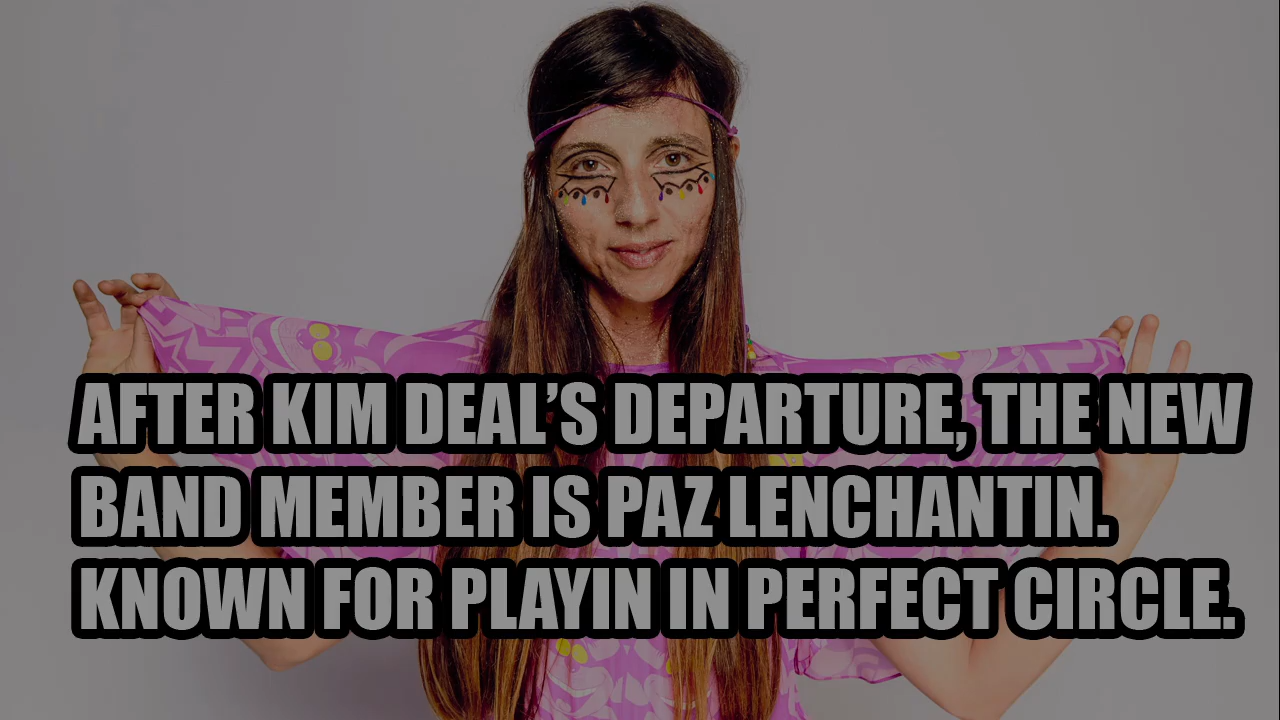 AFTER KIM DEAL’S DEPARTURE, THE NEW
BAND MEMBER IS PAZ LENCHANTIN.
KNOWN FOR PLAYIN IN PERFECT CIRCLE.